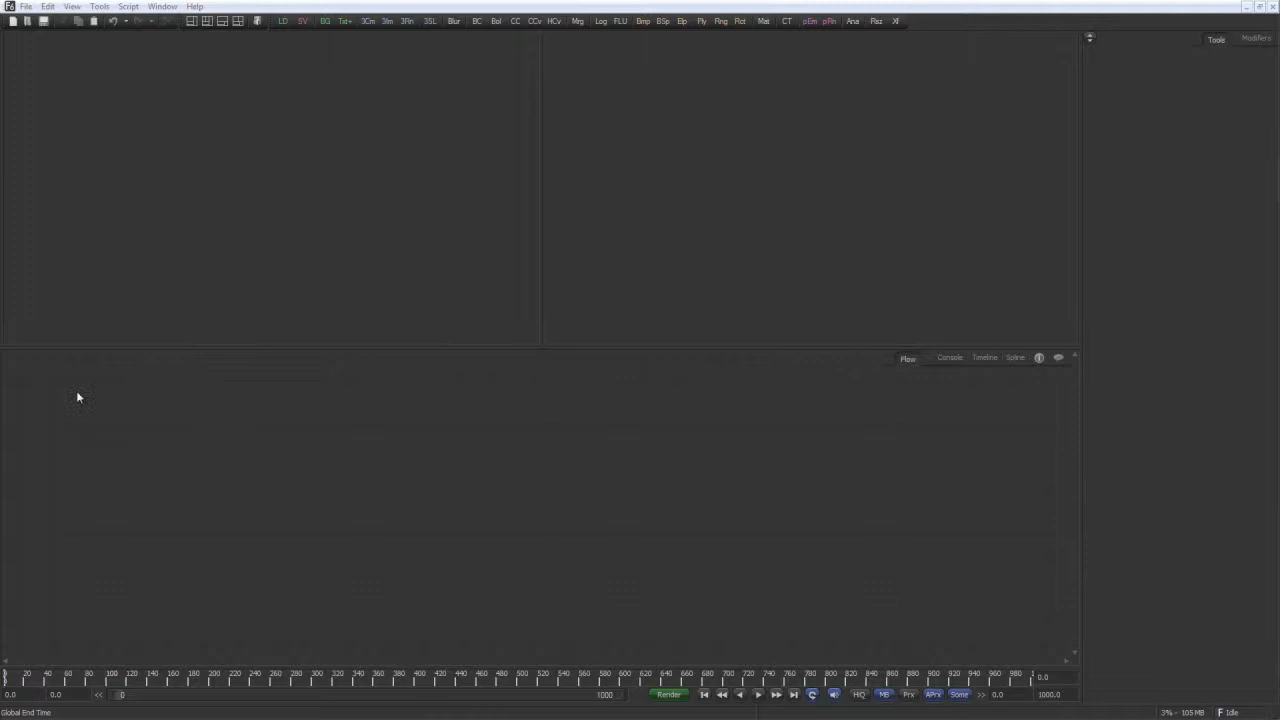 File Edit View Tools Script Window Help
LD SV BG Txt+ 3Cm 3Im 3Rn 3SL Blur BC Bol CC CCv HCv Mrg Log FLU Bmp BSp Elp Ply Rng Rct Mat CT pEm pRn Ana Rsz Xf
Tools Modifiers
Flow Console Timeline Spline
20 40 60 80 100 120 140 160 180 200 220 240 260 280 300 320 340 360 380 400 420 440 460 480 500 520 540 560 580 600 620 640 660 680 700 720 740 760 780 800 820 840 860 880 900 920 940 960 980 1 0.0
0.0 0.0 << 0 1000 Render HiQ MB Prx APrx Some >> 0.0 1000.0
Global End Time 3% - 105 MB Idle